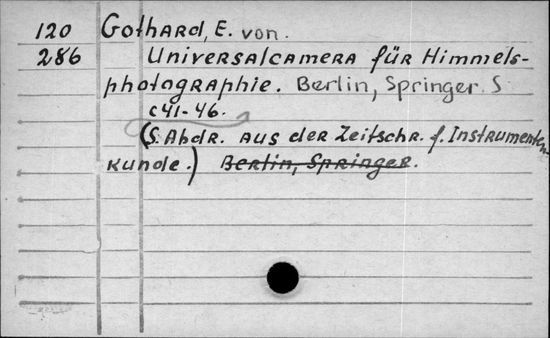 120 Gothard, E. von.
286 Universalcamera für Himmels-
photographie. Berlin, Springer. S
c41-46.
(S. Abdr. aus der Zeitschr. f. Instrumenten
kunde.) Berlin, Springer.